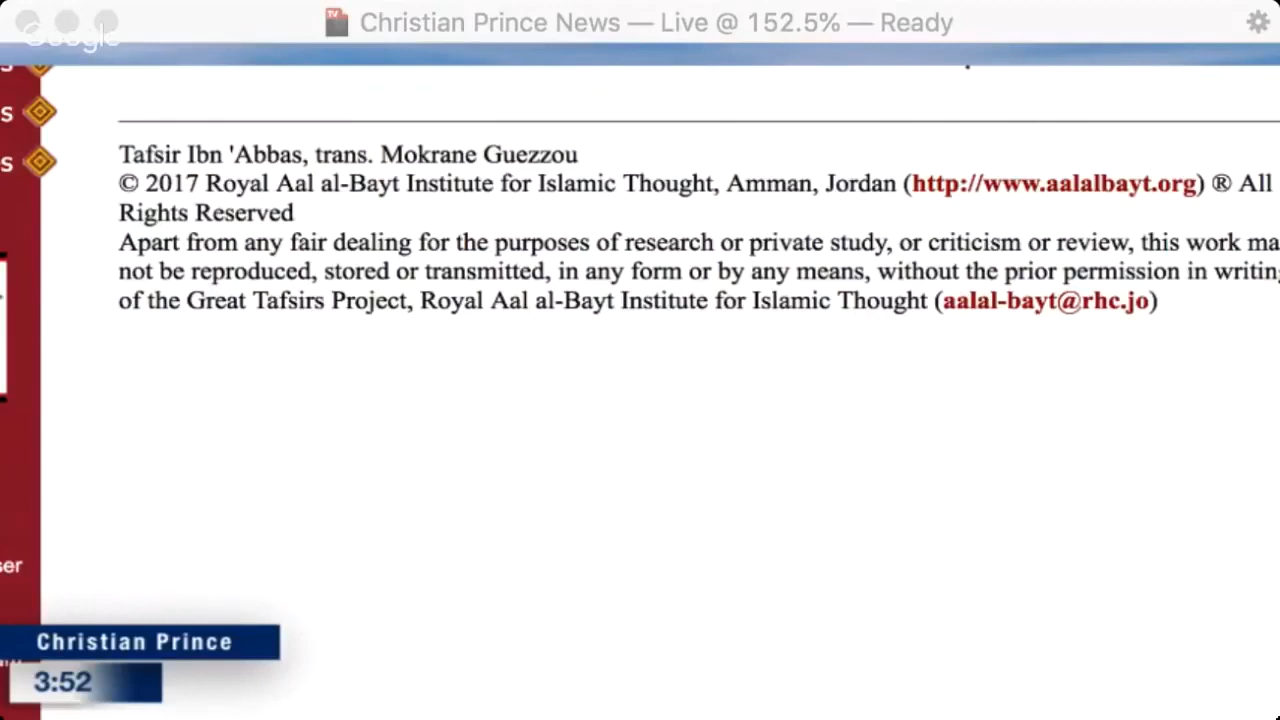 Christian Prince News — Live @ 152.5% — Ready
Google
s
s
s
Tafsir Ibn 'Abbas, trans. Mokrane Guezzou
© 2017 Royal Aal al-Bayt Institute for Islamic Thought, Amman, Jordan (http://www.aalalbayt.org) ® All
Rights Reserved
Apart from any fair dealing for the purposes of research or private study, or criticism or review, this work ma
not be reproduced, stored or transmitted, in any form or by any means, without the prior permission in writing
of the Great Tafsirs Project, Royal Aal al-Bayt Institute for Islamic Thought (aalal-bayt@rhc.jo)
ser
Christian Prince
3:52